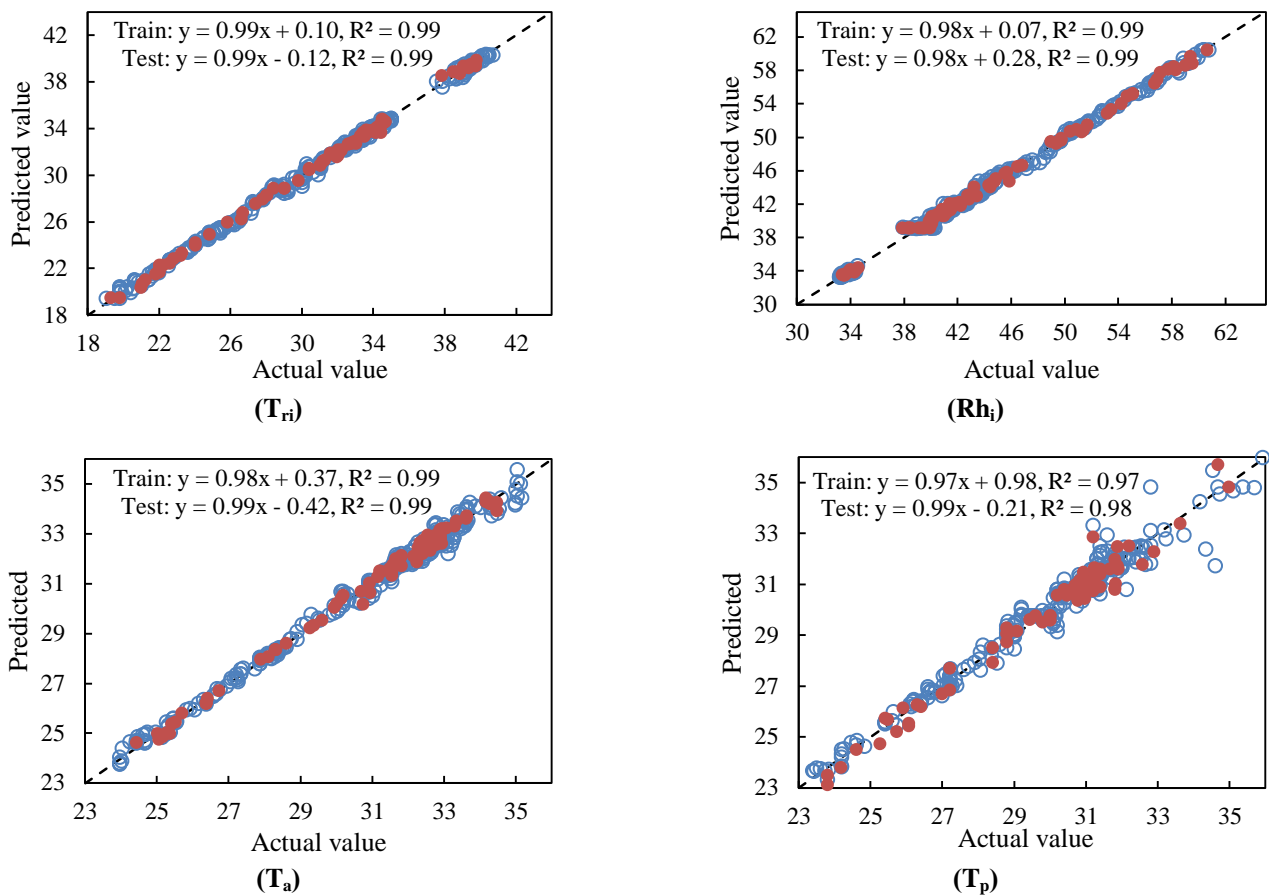 Train: y = 0.99x + 0.10, R² = 0.99
Test: y = 0.99x - 0.12, R² = 0.99
42
38
34
30
26
22
18
Predicted value
18 22 26 30 34 38 42
Actual value
(Tri)
Train: y = 0.98x + 0.07, R² = 0.99
Test: y = 0.98x + 0.28, R² = 0.99
62
58
54
50
46
42
38
34
30
Predicted value
30 34 38 42 46 50 54 58 62
Actual value
(Rhi)
Train: y = 0.98x + 0.37, R² = 0.99
Test: y = 0.99x - 0.42, R² = 0.99
35
33
31
29
27
25
23
Predicted
23 25 27 29 31 33 35
Actual value
(Ta)
Train: y = 0.97x + 0.98, R² = 0.97
Test: y = 0.99x - 0.21, R² = 0.98
35
33
31
29
27
25
23
Predicted
23 25 27 29 31 33 35
Actual value
(Tp)